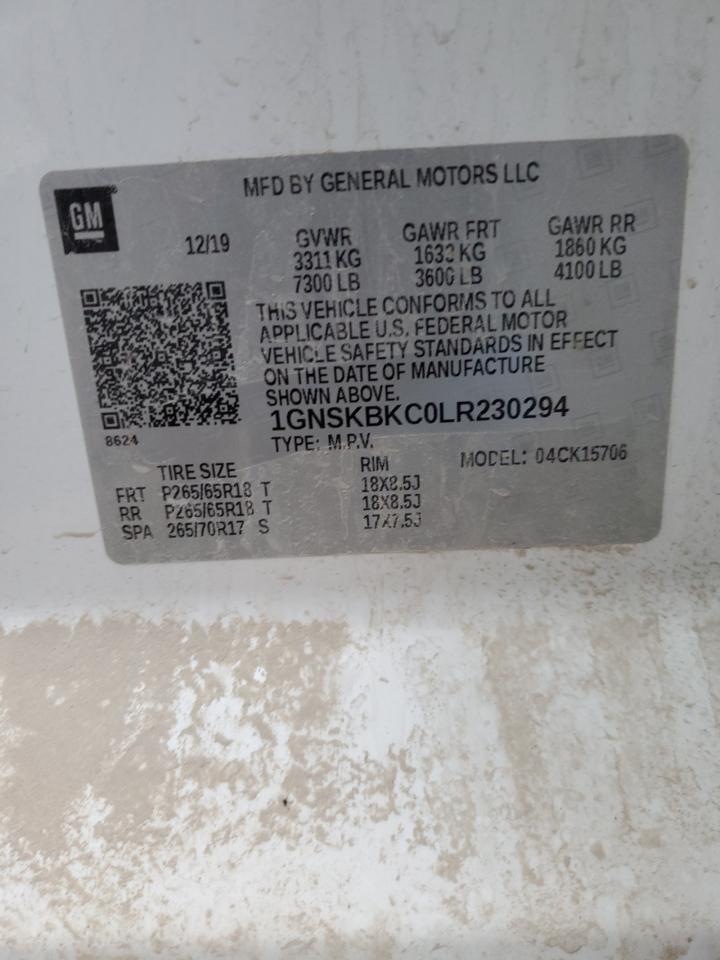 MFD BY GENERAL MOTORS LLC
GM
12/19 GVWR GAWR FRT GAWR RR
3311 KG 1633 KG 1860 KG
7300 LB 3600 LB 4100 LB
THIS VEHICLE CONFORMS TO ALL
APPLICABLE U.S. FEDERAL MOTOR
VEHICLE SAFETY STANDARDS IN EFFECT
ON THE DATE OF MANUFACTURE
SHOWN ABOVE.
1GNSKBKC0LR230294
8624
TYPE: M.P.V. MODEL: 04CK15706
TIRE SIZE RIM
FRT P265/65R18 T 18X8.5J
RR P265/65R18 T 18X8.5J
SPA 265/70R17 S 17X7.5J